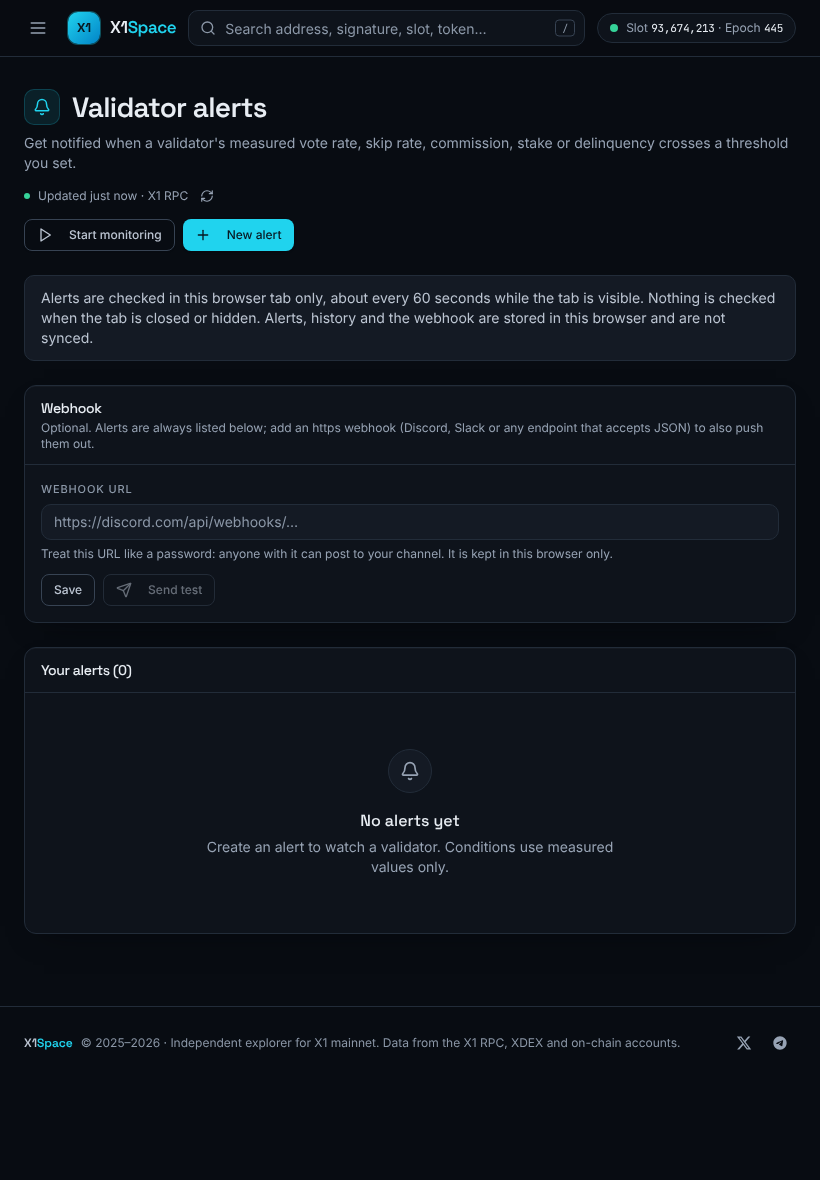 X1 X1Space Search address, signature, slot, token... / Slot 93,674,213 · Epoch 445
Validator alerts
Get notified when a validator's measured vote rate, skip rate, commission, stake or delinquency crosses a threshold
you set.
Updated just now · X1 RPC
Start monitoring New alert
Alerts are checked in this browser tab only, about every 60 seconds while the tab is visible. Nothing is checked
when the tab is closed or hidden. Alerts, history and the webhook are stored in this browser and are not
synced.
Webhook
Optional. Alerts are always listed below; add an https webhook (Discord, Slack or any endpoint that accepts JSON) to also push
them out.
WEBHOOK URL
https://discord.com/api/webhooks/...
Treat this URL like a password: anyone with it can post to your channel. It is kept in this browser only.
Save Send test
Your alerts (0)
No alerts yet
Create an alert to watch a validator. Conditions use measured
values only.
X1Space © 2025–2026 · Independent explorer for X1 mainnet. Data from the X1 RPC, XDEX and on-chain accounts.